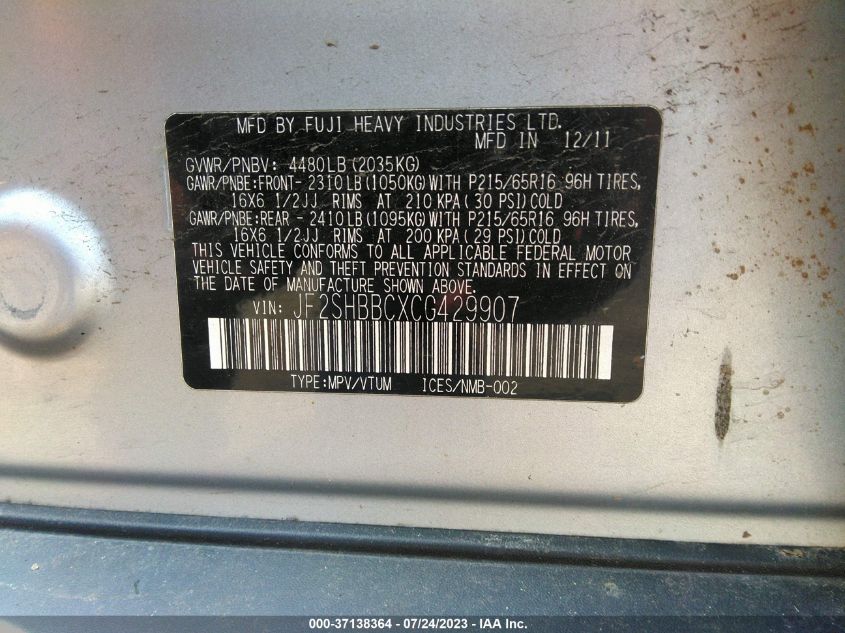 MFD BY FUJI HEAVY INDUSTRIES LTD.
MFD IN 12/11
GVWR/PNBV: 4480LB(2035KG)
GAWR/PNBE:FRONT- 2310LB(1050KG)WITH P215/65R16 96H TIRES,
16X6 1/2JJ RIMS AT 210 KPA( 30 PSI)COLD
GAWR/PNBE:REAR - 2410LB(1095KG)WITH P215/65R16 96H TIRES,
16X6 1/2JJ RIMS AT 200 KPA( 29 PSI)COLD
THIS VEHICLE CONFORMS TO ALL APPLICABLE FEDERAL MOTOR
VEHICLE SAFETY AND THEFT PREVENTION STANDARDS IN EFFECT ON
THE DATE OF MANUFACTURE SHOWN ABOVE.
VIN: JF2SHBBCXCG429907
TYPE:MPV/VTUM ICES/NMB-002
000-37138364 / 07/24/2023 - IAA Inc.